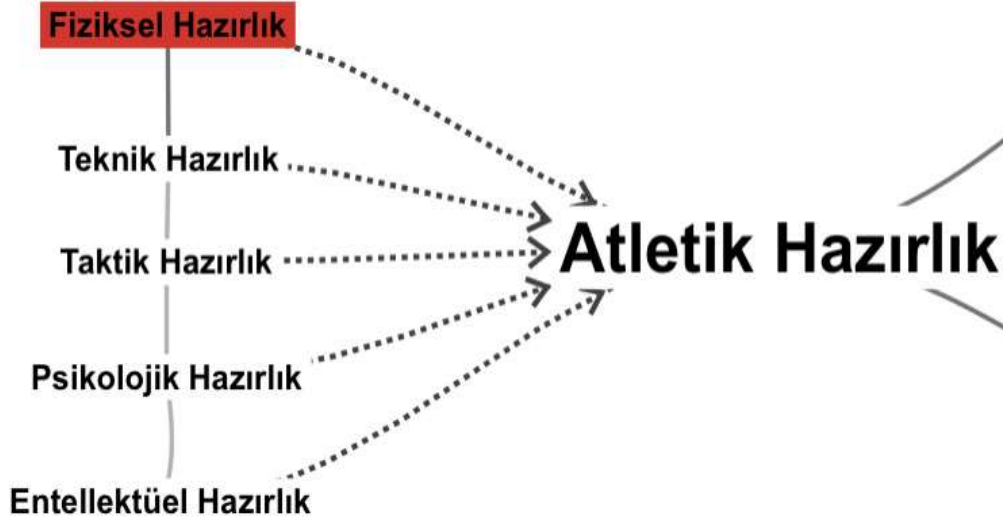 Fiziksel Hazırlık
Teknik Hazırlık
Taktik Hazırlık
Psikolojik Hazırlık
Entellektüel Hazırlık
Atletik Hazırlık